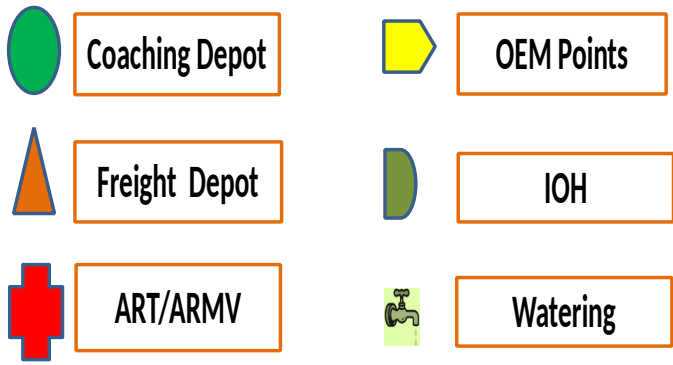 Coaching Depot
OEM Points
Freight Depot
IOH
ART/ARMV
Watering